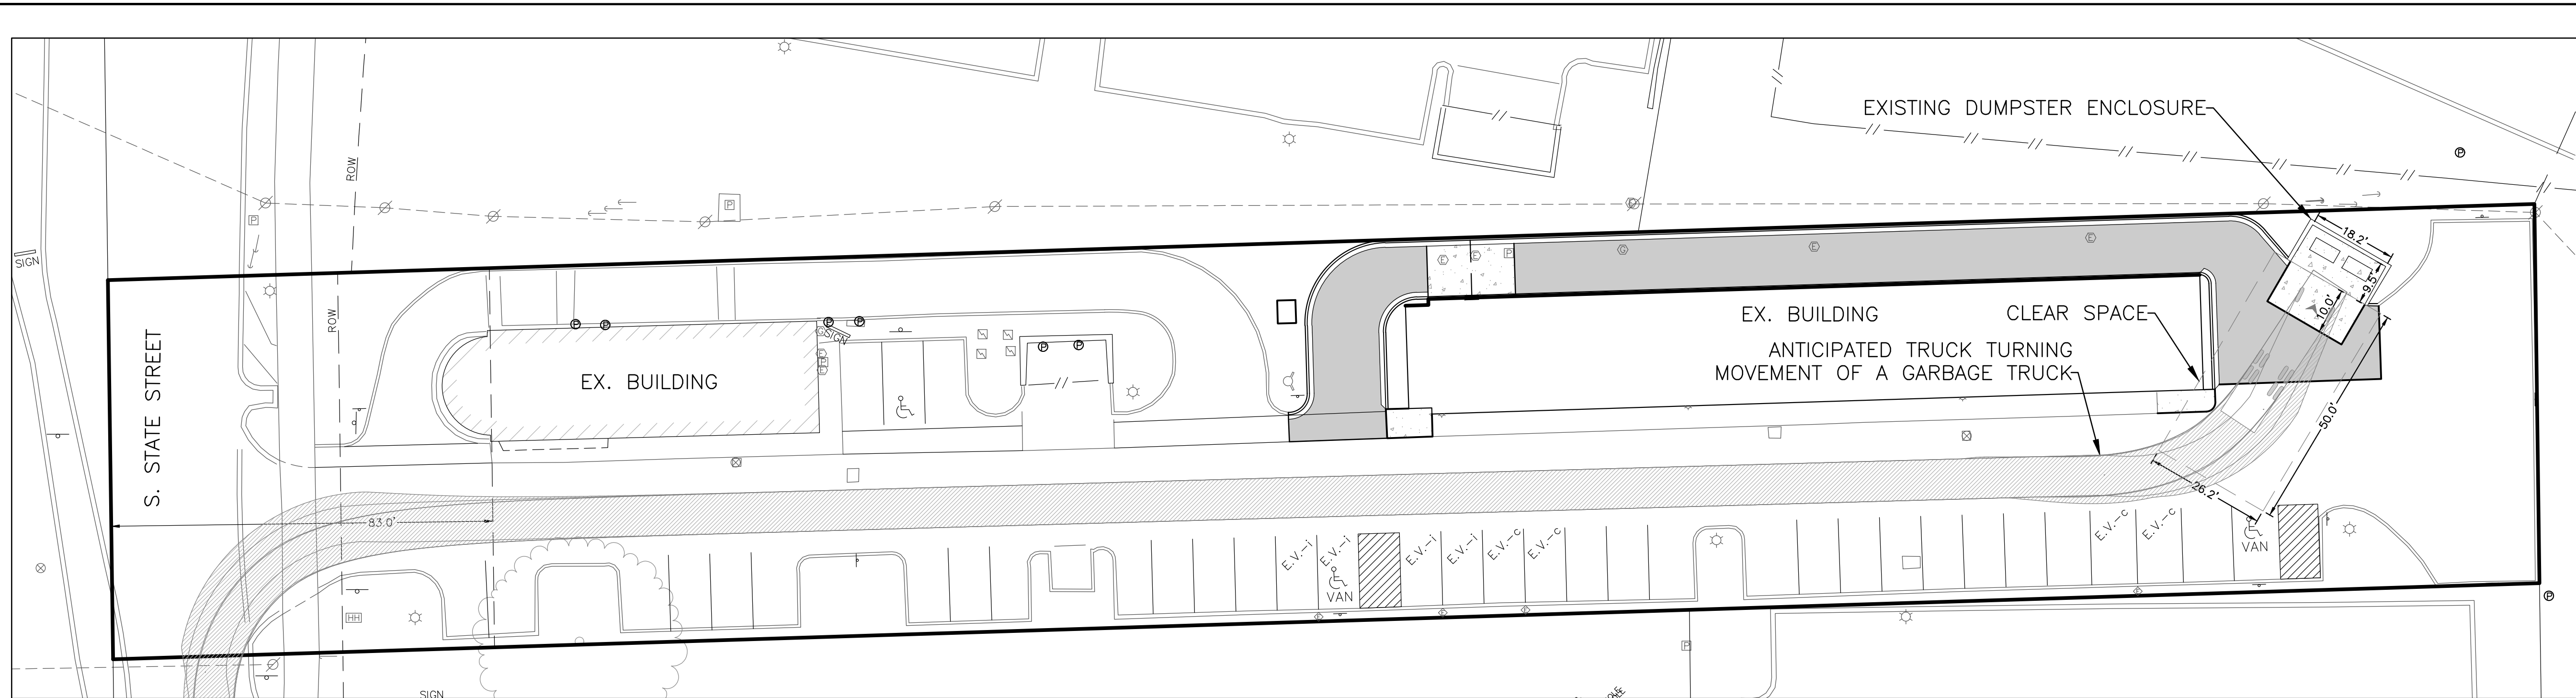 EXISTING DUMPSTER ENCLOSURE
ROW
P
P
P
SIGN
18.2'
9.5'
10.0'
G
E
E
E
P
E
E
EX. BUILDING
CLEAR SPACE
ANTICIPATED TRUCK TURNING
MOVEMENT OF A GARBAGE TRUCK
ROW
P
P
P
P
SIGN
G
E
P
E
P
P
S. STATE STREET
EX. BUILDING
50.0'
26.2'
83.0'
E.V.-i
E.V.-i
E.V.-i
E.V.-i
E.V.-c
E.V.-c
E.V.-c
E.V.-c
VAN
VAN
HH
P
P
SIGN